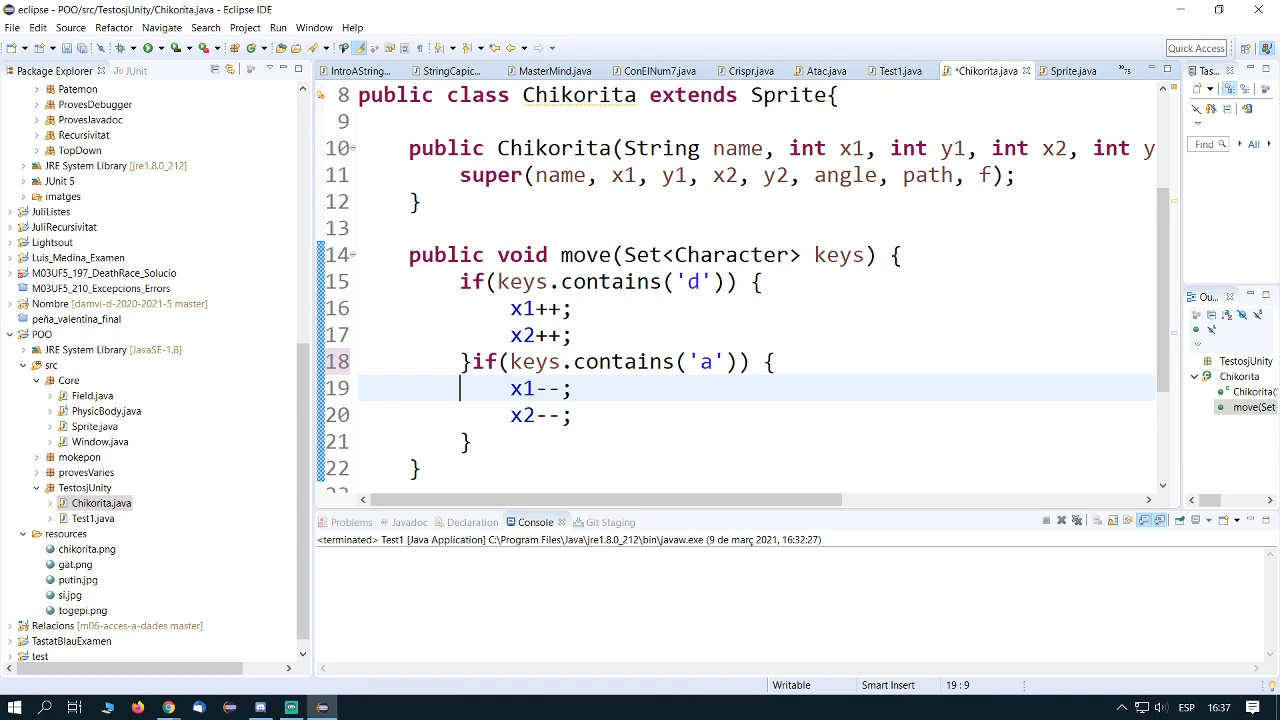 eclipse - POO/src/TestosjUnity/Chikorita.java - Eclipse IDE
File Edit Source Refactor Navigate Search Project Run Window Help
Quick Access
Package Explorer
JUnit
Patemon
ProvesDebugger
ProvesJavadoc
Recursivitat
TopDown
JRE System Library [jre1.8.0_212]
JUnit 5
imatges
JuliListes
JuliRecursivitat
Lightsout
Luis_Medina_Examen
M03UF5_197_DeathRace_Solucio
M03UF5_210_Excepcions_Errors
Nombre [damvi-d-2020-2021-5 master]
peña_valentina_final
POO
JRE System Library [JavaSE-1.8]
src
Core
Field.java
PhysicBody.java
Sprite.java
Window.java
mokepon
provesVaries
TestosjUnity
Chikorita.java
Test1.java
resources
chikorita.png
gat.png
putin.jpg
si.jpg
togepi.png
Relacions [m06-acces-a-dades master]
TastatBlauExamen
test
IntroAString... StringCapic... MasterMind.java ConElNum7.java Crispr.java Atac.java Test1.java *Chikorita.java Sprite.java
8 public class Chikorita extends Sprite{
9
10 public Chikorita(String name, int x1, int y1, int x2, int y
11 super(name, x1, y1, x2, y2, angle, path, f);
12 }
13
14 public void move(Set<Character> keys) {
15 if(keys.contains('d')) {
16 x1++;
17 x2++;
18 }if(keys.contains('a')) {
19 x1--;
20 x2--;
21 }
22 }
Tas...
Find
All
Ou...
TestosjUnity
Chikorita
Chikorita(
move(Set
Problems Javadoc Declaration Console Git Staging
<terminated> Test1 [Java Application] C:\Program Files\Java\jre1.8.0_212\bin\javaw.exe (9 de març 2021, 16:32:27)
Writable Smart Insert 19 : 9
ESP 16:37